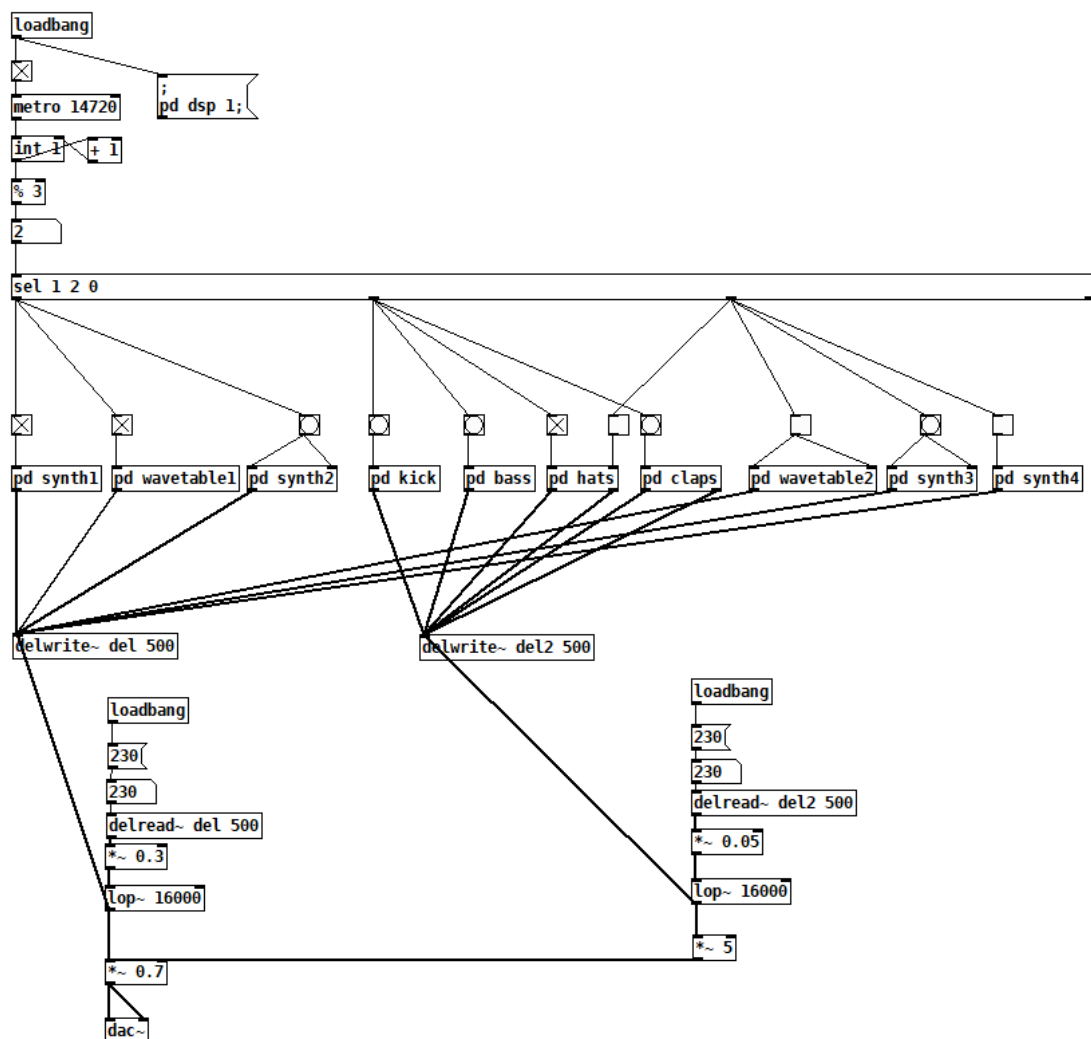 loadbang
;
pd dsp 1;
metro 14720
int 1
+ 1
% 3
2
sel 1 2 0
pd synth1
pd wavetable1
pd synth2
pd kick
pd bass
pd hats
pd claps
pd wavetable2
pd synth3
pd synth4
delwrite~ del 500
delwrite~ del2 500
loadbang
230
230
delread~ del 500
*~ 0.3
lop~ 16000
loadbang
230
230
delread~ del2 500
*~ 0.05
lop~ 16000
*~ 5
*~ 0.7
dac~